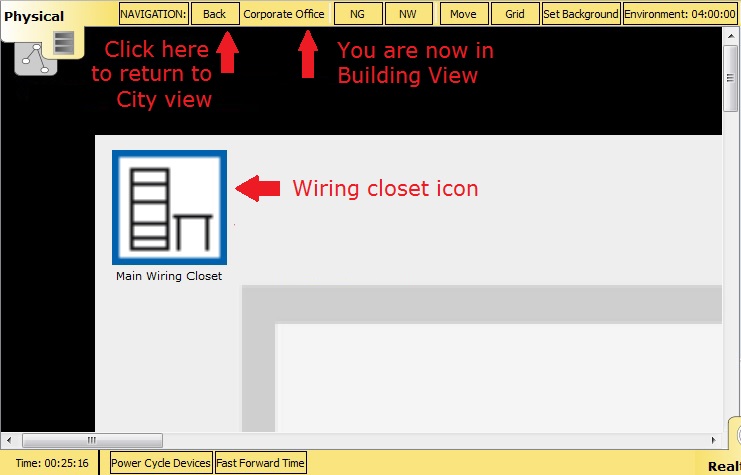 Physical
NAVIGATION: Back Corporate Office NG NW Move Grid Set Background Environment: 04:00:00
Click here
to return to
City view
You are now in
Building View
Wiring closet icon
Main Wiring Closet
Time: 00:25:16 Power Cycle Devices Fast Forward Time